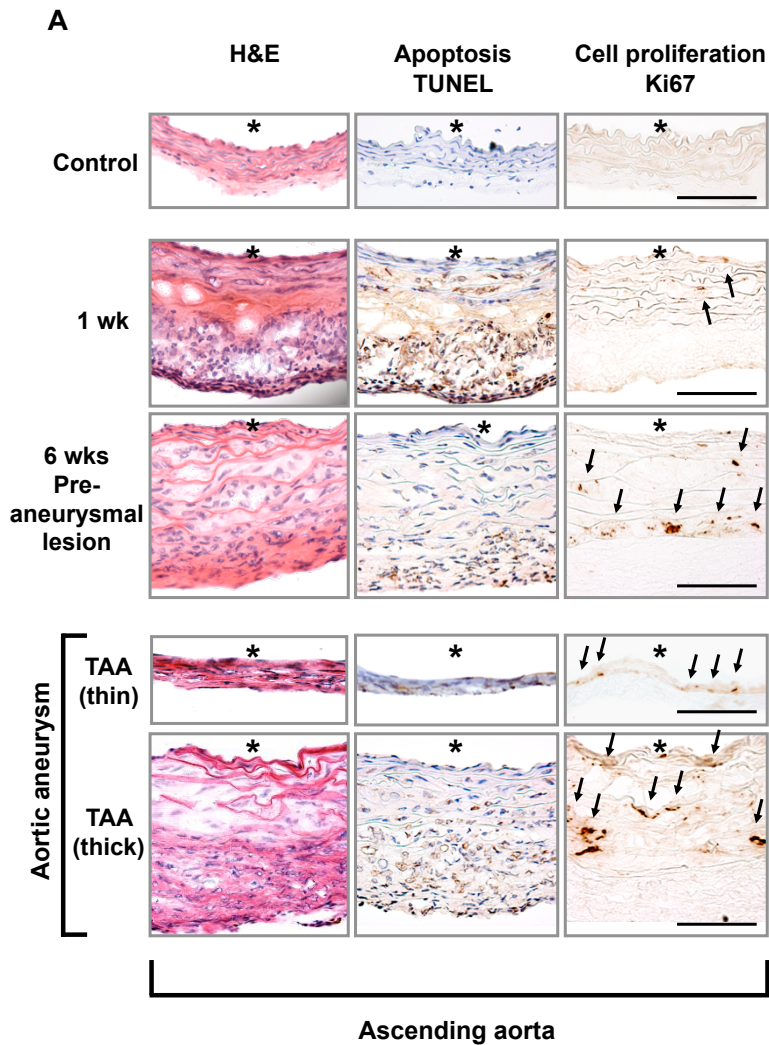 A
H&E
Apoptosis
TUNEL
Cell proliferation
Ki67
*
*
*
Control
*
*
*
1 wk
*
*
*
6 wks
Pre-
aneurysmal
lesion
*
*
*
Aortic aneurysm
TAA
(thin)
*
*
*
TAA
(thick)
Ascending aorta